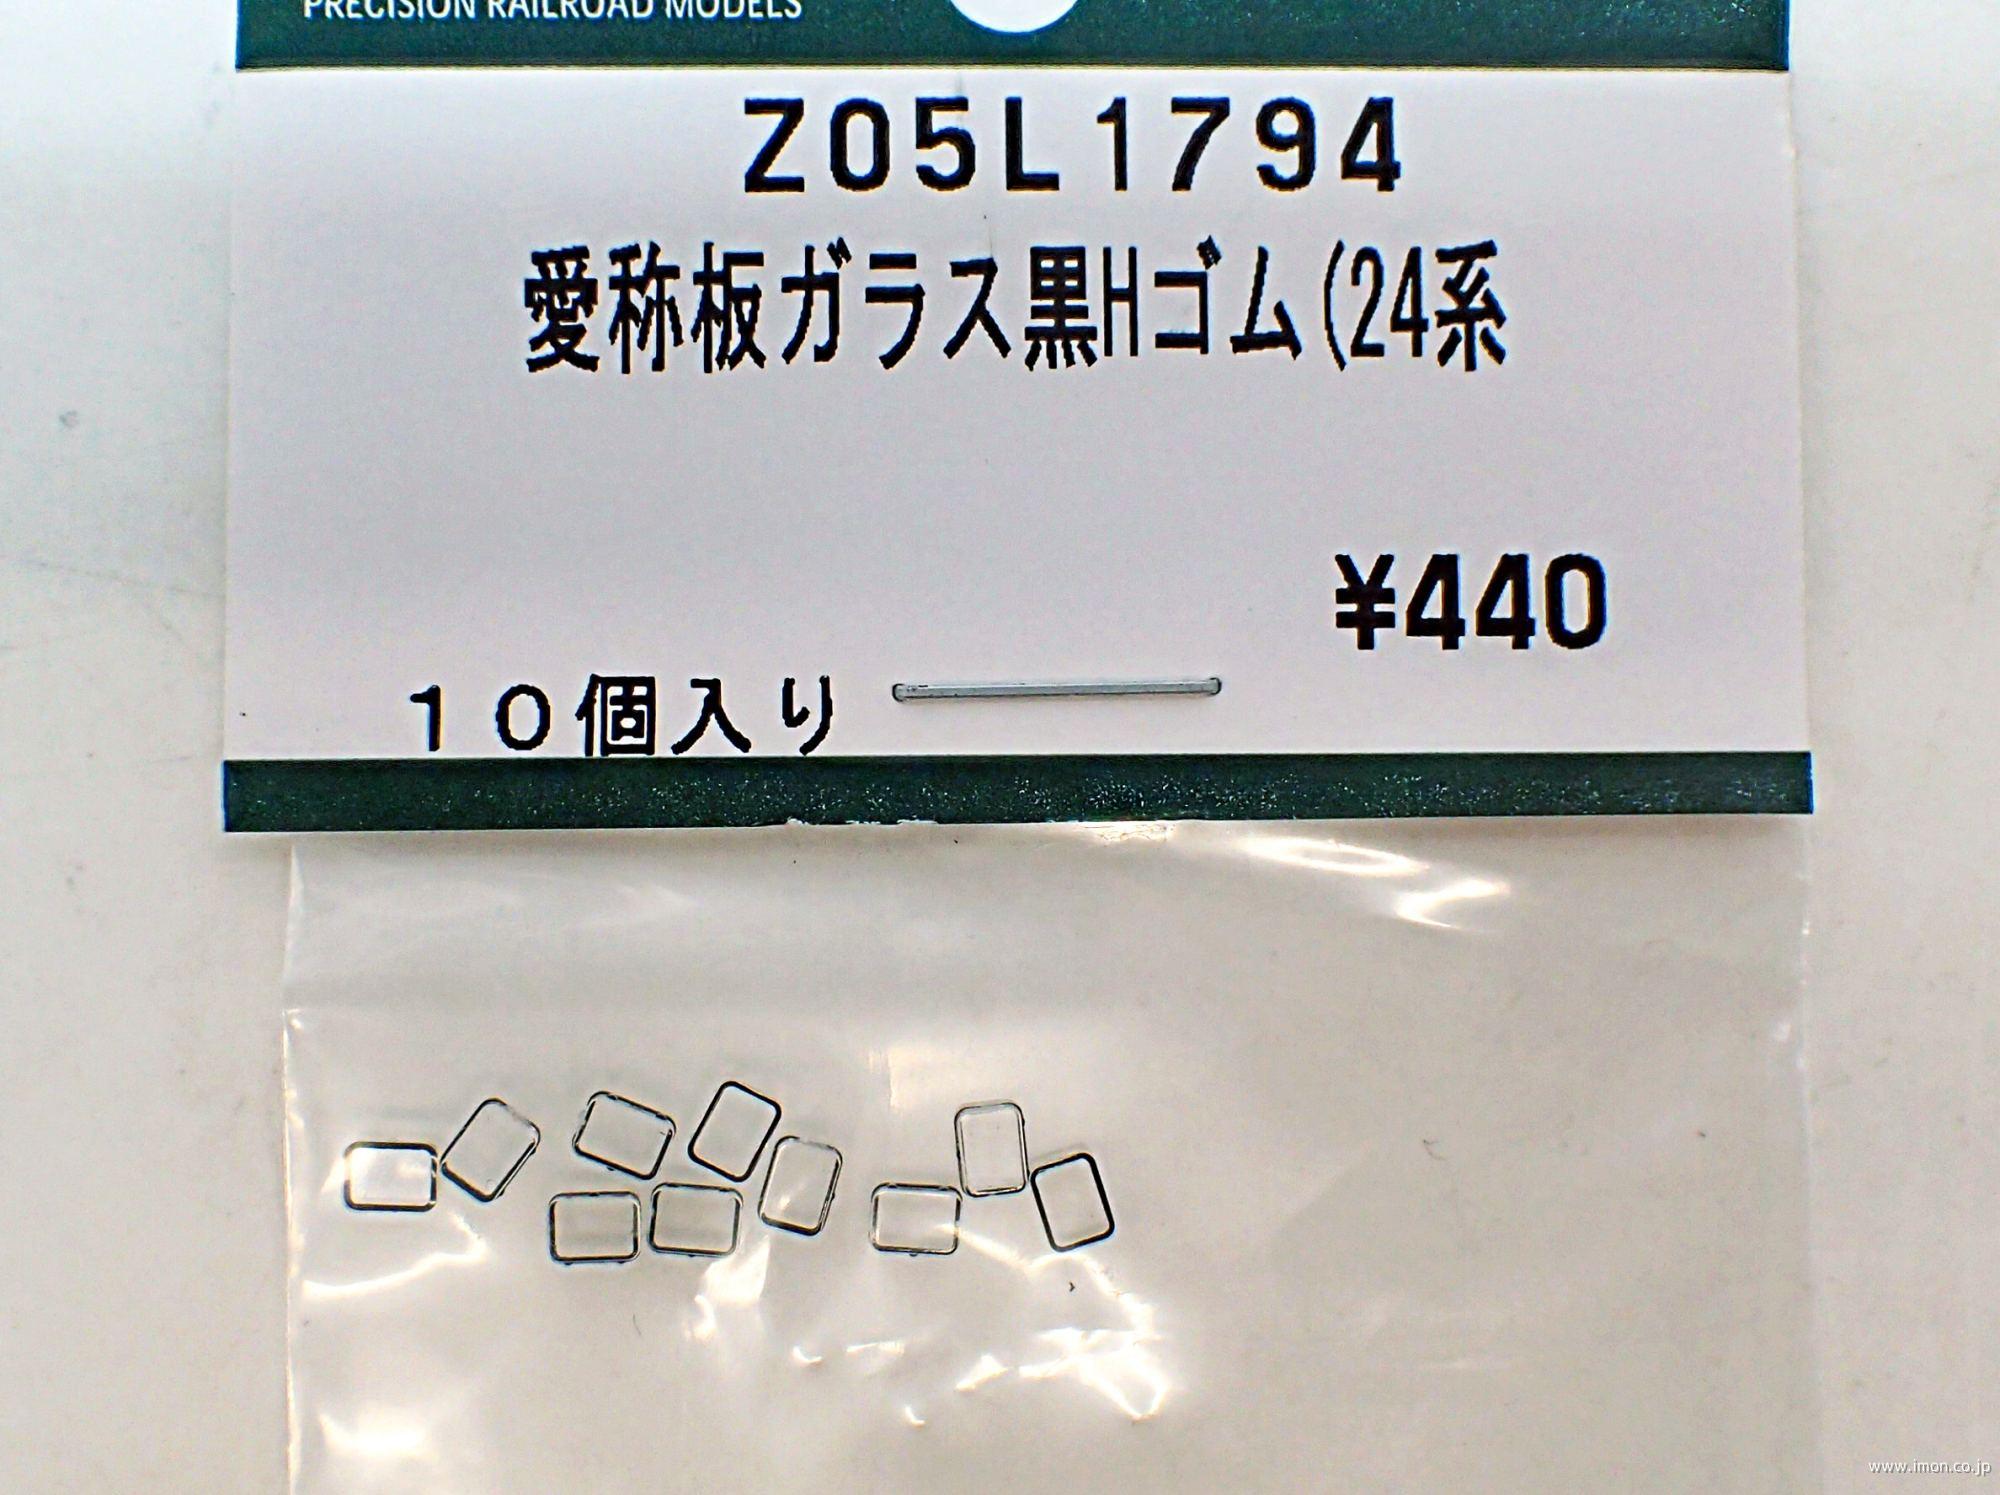 PRECISION RAILROAD MODELS
Z05L1794
愛称板ガラス黒Hゴム(24系
¥440
10個入り
www.imon.co.jp